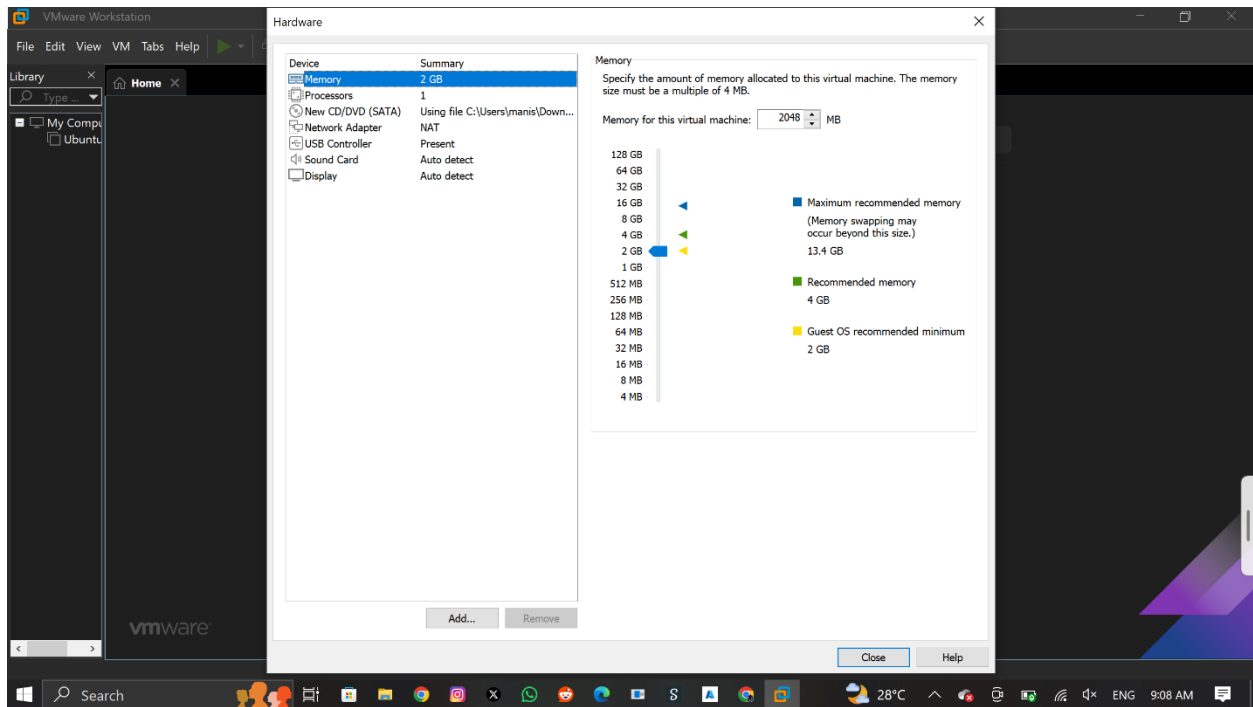 VMware Workstation
File Edit View VM Tabs Help
Library
Type ...
My Compu
Ubuntu
Home
Hardware
Device Summary
Memory 2 GB
Processors 1
New CD/DVD (SATA) Using file C:\Users\manis\Down...
Network Adapter NAT
USB Controller Present
Sound Card Auto detect
Display Auto detect
Add... Remove
Memory
Specify the amount of memory allocated to this virtual machine. The memory
size must be a multiple of 4 MB.
Memory for this virtual machine: 2048 MB
128 GB
64 GB
32 GB
16 GB
8 GB
4 GB
2 GB
1 GB
512 MB
256 MB
128 MB
64 MB
32 MB
16 MB
8 MB
4 MB
Maximum recommended memory
(Memory swapping may
occur beyond this size.)
13.4 GB
Recommended memory
4 GB
Guest OS recommended minimum
2 GB
Close Help
vmware
Search
28°C ENG 9:08 AM